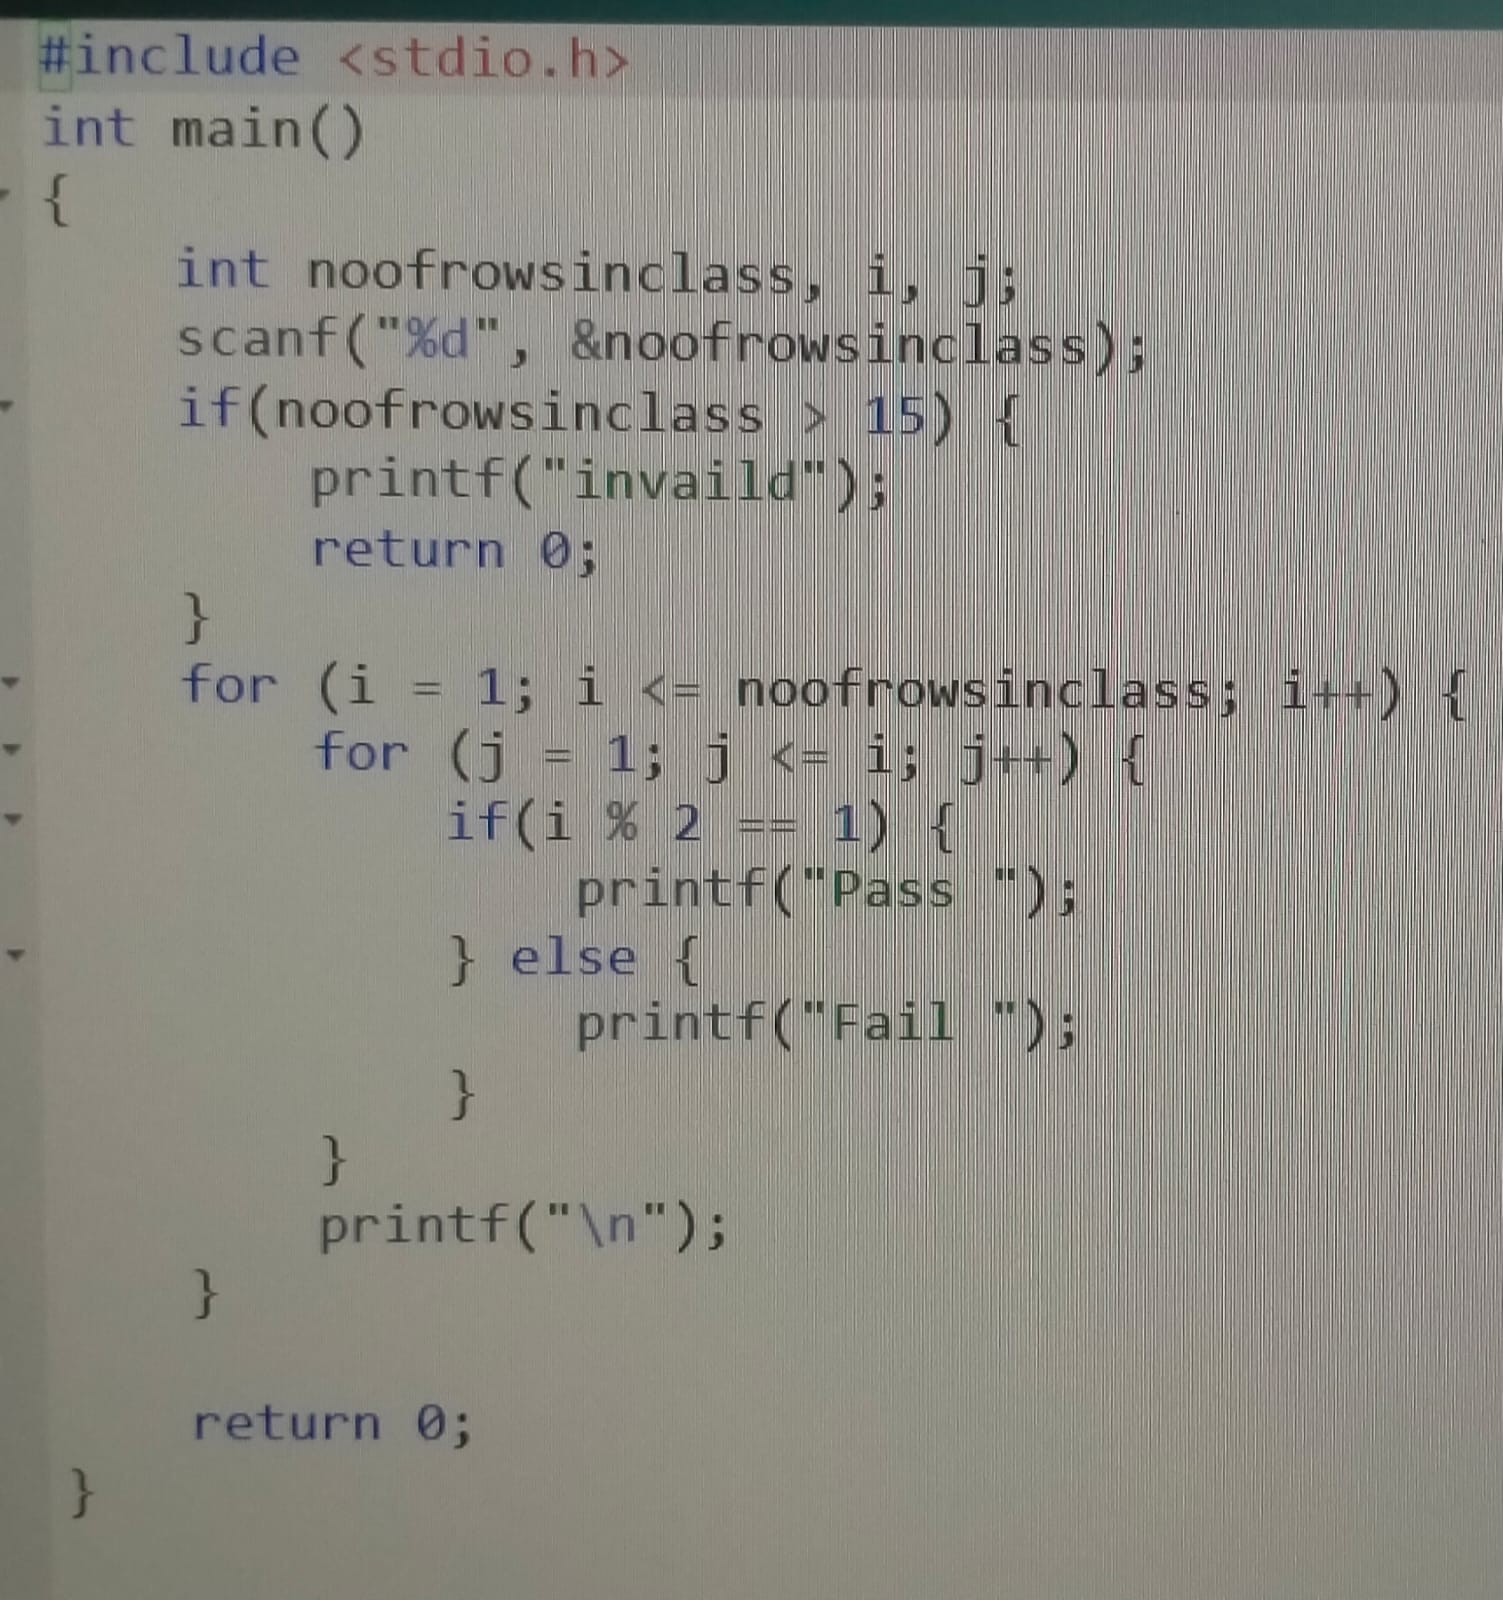 #include <stdio.h>
int main()
{
    int noofrowsinclass, i, j;
    scanf("%d", &noofrowsinclass);
    if(noofrowsinclass > 15) {
        printf("invaild");
        return 0;
    }
    for (i = 1; i <= noofrowsinclass; i++) {
        for (j = 1; j <= i; j++) {
            if(i % 2 == 1) {
                printf("Pass ");
            } else {
                printf("Fail ");
            }
        }
        printf("\n");
    }

    return 0;
}